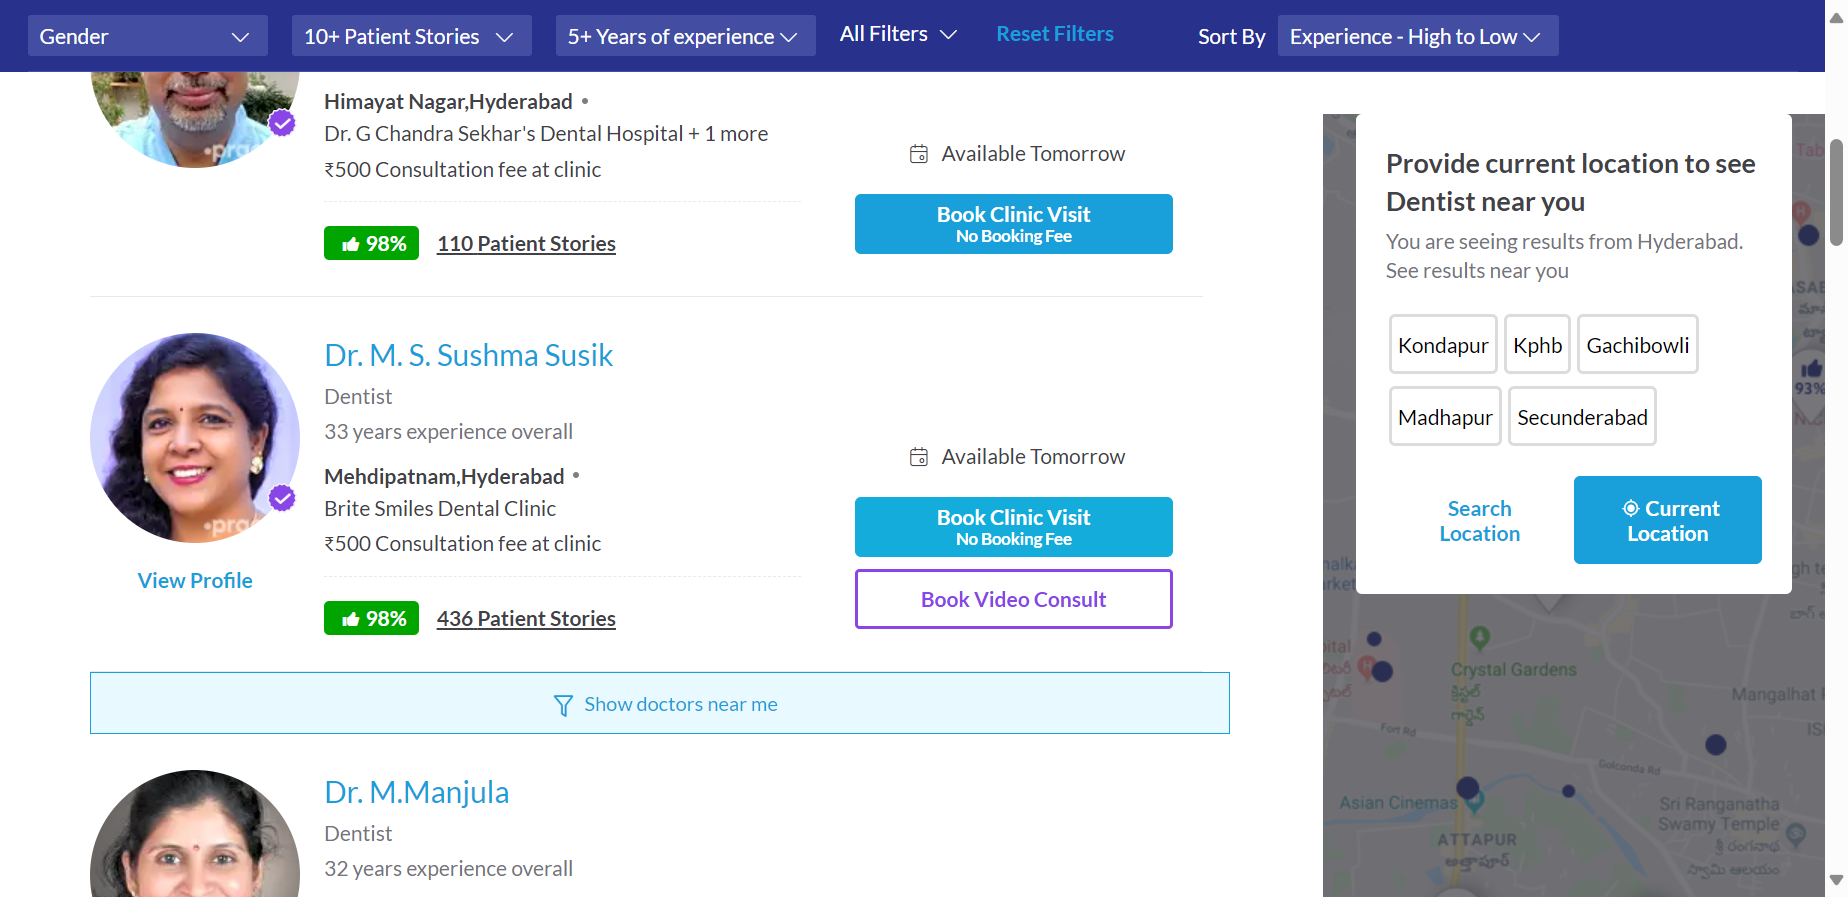 Gender
10+ Patient Stories
5+ Years of experience
All Filters
Reset Filters
Sort By
Experience - High to Low
Himayat Nagar,Hyderabad •
Dr. G Chandra Sekhar's Dental Hospital + 1 more
₹500 Consultation fee at clinic
98%
110 Patient Stories
Available Tomorrow
Book Clinic Visit
No Booking Fee
Dr. M. S. Sushma Susik
Dentist
33 years experience overall
Mehdipatnam,Hyderabad •
Brite Smiles Dental Clinic
₹500 Consultation fee at clinic
View Profile
98%
436 Patient Stories
Available Tomorrow
Book Clinic Visit
No Booking Fee
Book Video Consult
Show doctors near me
Dr. M.Manjula
Dentist
32 years experience overall
Provide current location to see
Dentist near you
You are seeing results from Hyderabad.
See results near you
Kondapur
Kphb
Gachibowli
Madhapur
Secunderabad
Search
Location
Current
Location
93%
Crystal Gardens
క్రిస్టల్
గార్డెన్
Mangalhat
Fort Rd
Golconda Rd
Asian Cinemas
ATTAPUR
అత్తాపూర్
Sri Ranganatha
Swamy Temple
శ్రీ రంగనాథ
స్వామి ఆలయం